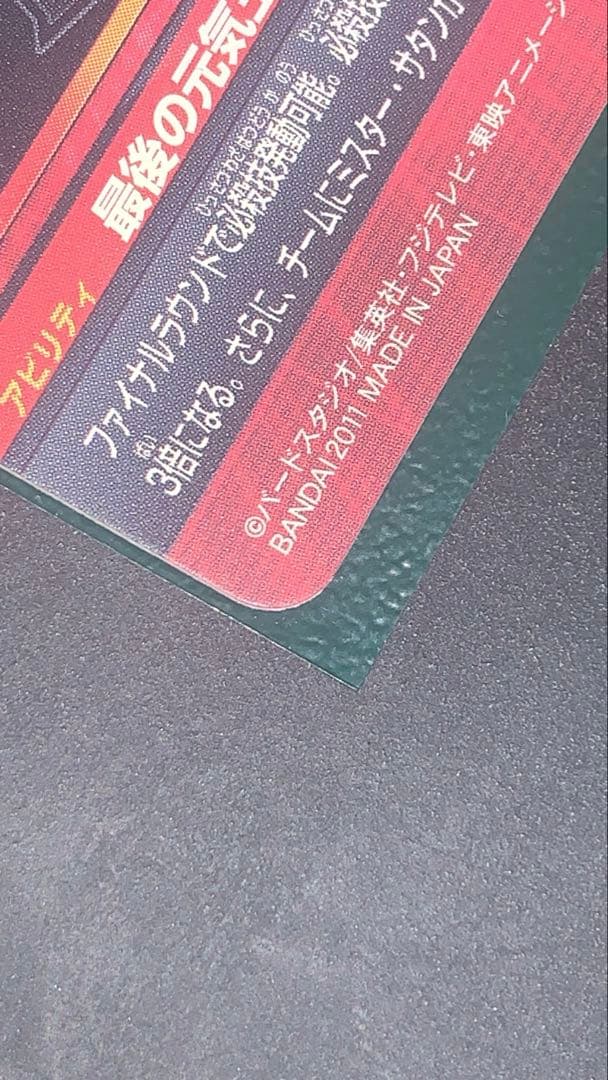 アビリティ
最後の元気
ファイナルラウンドで必殺技発動可能。必殺技
3倍になる。さらに、チームにミスター・サタンが
©バードスタジオ/集英社・フジテレビ・東映アニメーシ
BANDAI 2011 MADE IN JAPAN